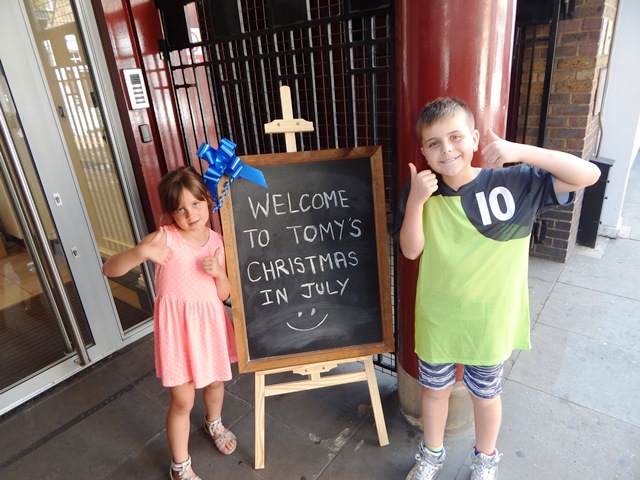 WELCOME
TO TOMY'S
CHRISTMAS
IN JULY
:)
10